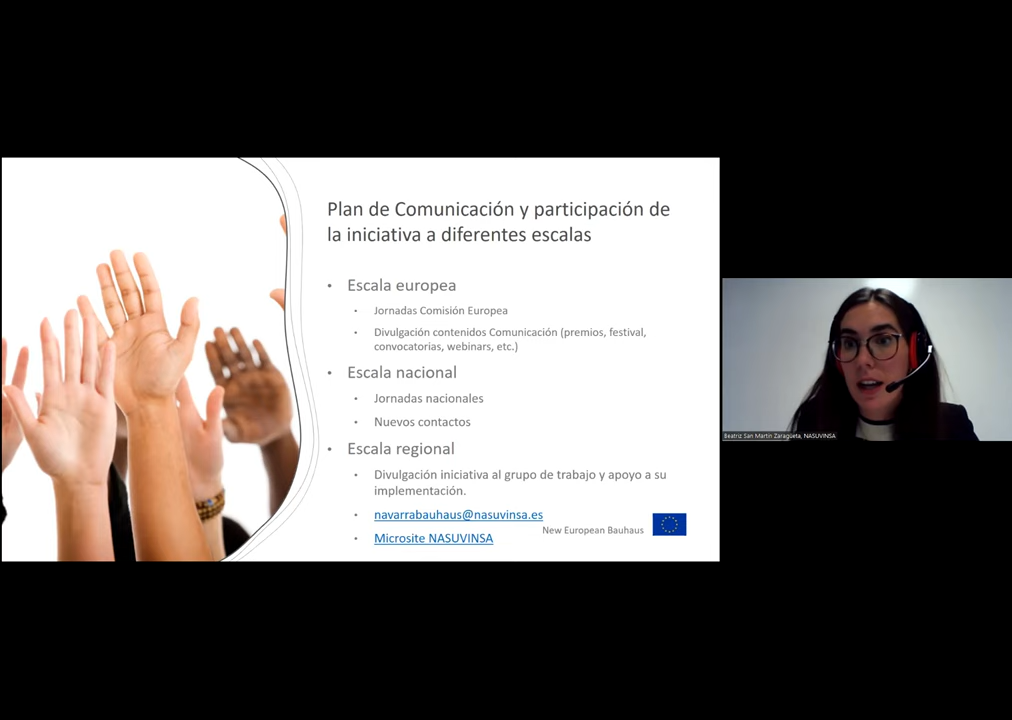 Plan de Comunicación y participación de
la iniciativa a diferentes escalas
• Escala europea
• Jornadas Comisión Europea
• Divulgación contenidos Comunicación (premios, festival,
convocatorias, webinars, etc.)
• Escala nacional
• Jornadas nacionales
• Nuevos contactos
• Escala regional
• Divulgación iniciativa al grupo de trabajo y apoyo a su
implementación.
• navarrabauhaus@nasuvinsa.es
• Microsite NASUVINSA
New European Bauhaus
Beatriz San Martín Zaragüeta, NASUVINSA